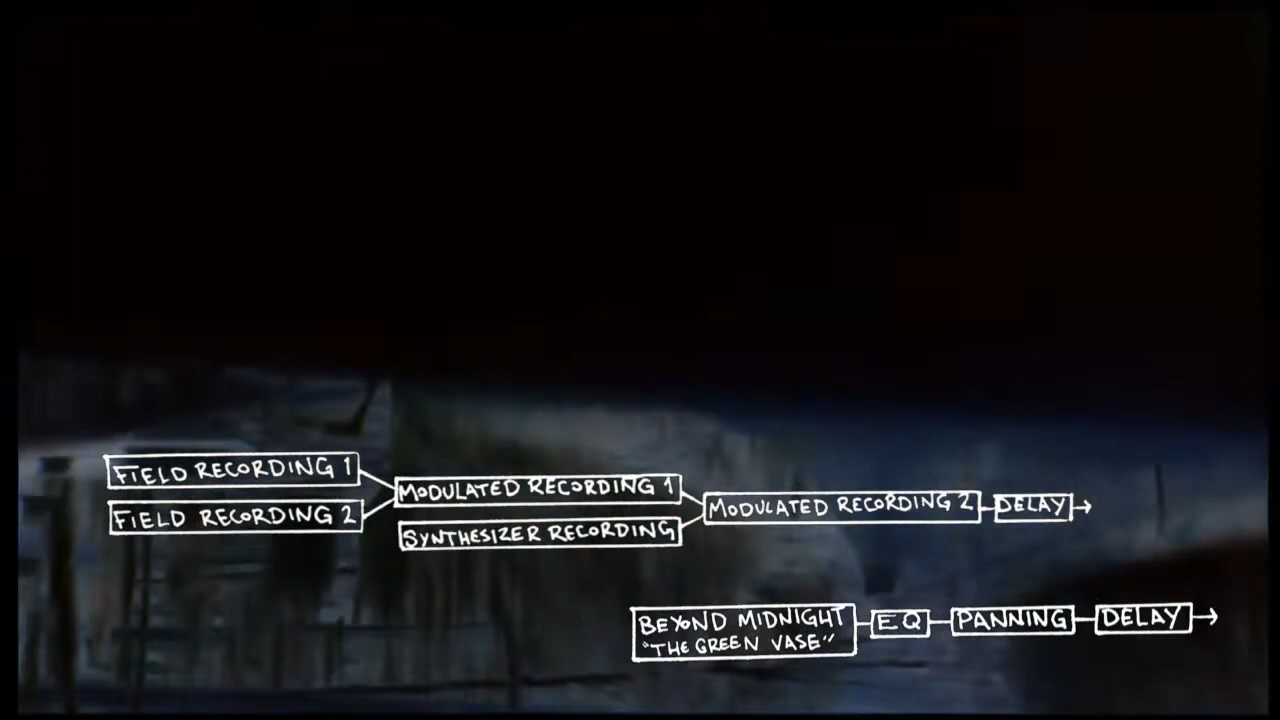 FIELD RECORDING 1
FIELD RECORDING 2
MODULATED RECORDING 1
SYNTHESIZER RECORDING
MODULATED RECORDING 2
DELAY
BEYOND MIDNIGHT
"THE GREEN VASE"
EQ
PANNING
DELAY